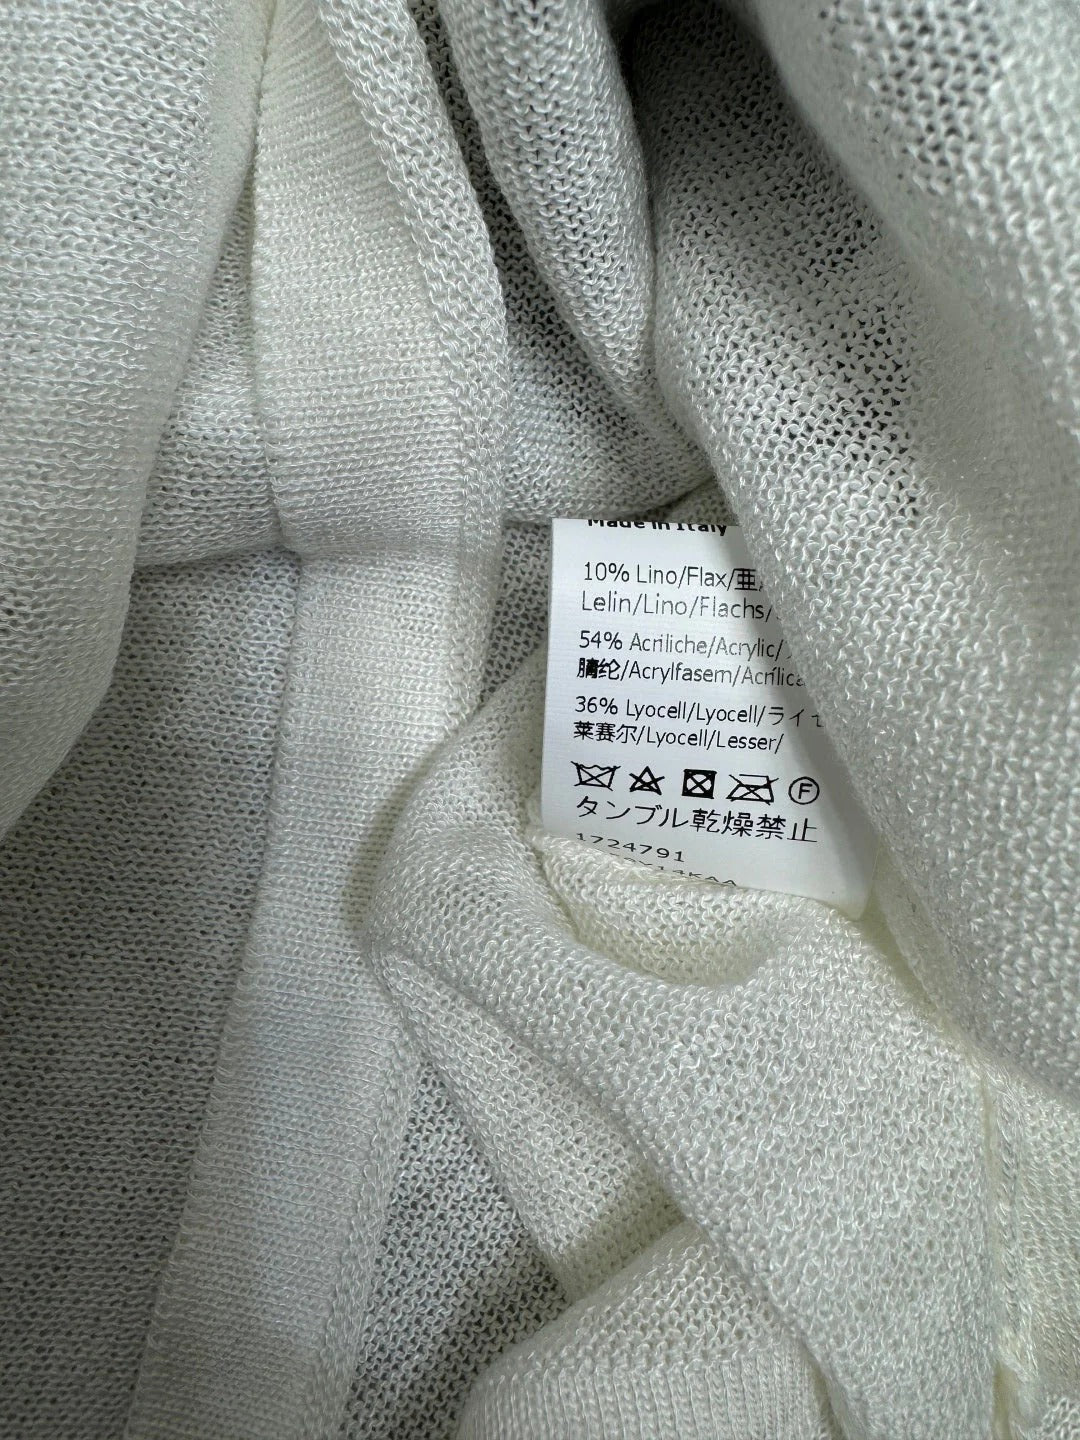 Made in Italy
10% Lino/Flax/亜
Lelin/Lino/Flachs/
54% Acriliche/Acrylic/
腈纶/Acrylfasern/Acrílica
36% Lyocell/Lyocell/ライセ
莱赛尔/Lyocell/Lesser/
F
タンブル乾燥禁止
1724791